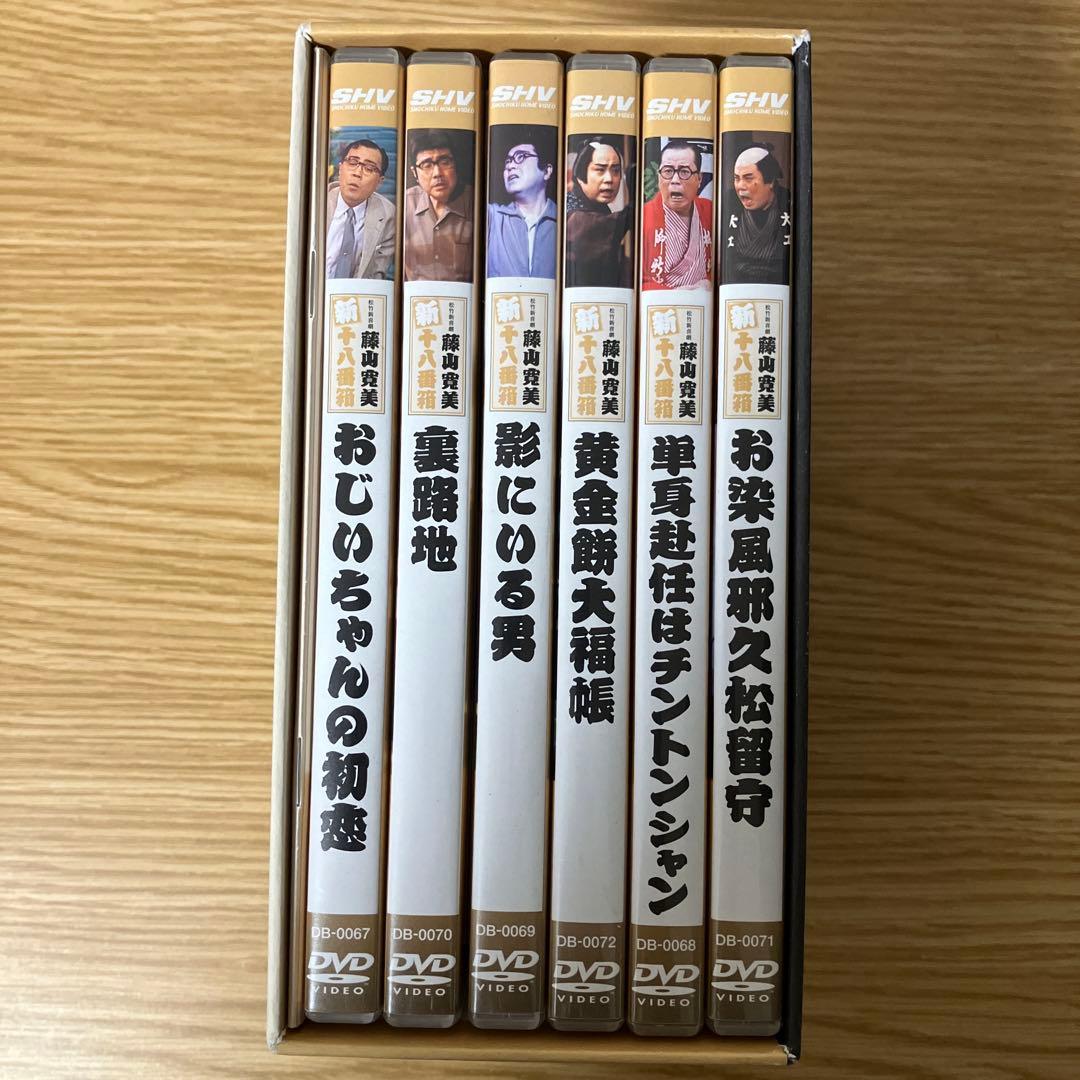 SHV
SHOCHIKU HOME VIDEO
松竹新喜劇
藤山寛美
新十八番箱
おじいちゃんの初恋
DB-0067
DVD
VIDEO
SHV
SHOCHIKU HOME VIDEO
松竹新喜劇
藤山寛美
新十八番箱
裏路地
DB-0070
DVD
VIDEO
SHV
SHOCHIKU HOME VIDEO
松竹新喜劇
藤山寛美
新十八番箱
影にいる男
DB-0069
DVD
VIDEO
SHV
SHOCHIKU HOME VIDEO
松竹新喜劇
藤山寛美
新十八番箱
黄金餅大福帳
DB-0072
DVD
VIDEO
SHV
SHOCHIKU HOME VIDEO
松竹新喜劇
藤山寛美
新十八番箱
単身赴任はチントンシャン
DB-0068
DVD
VIDEO
SHV
SHOCHIKU HOME VIDEO
大工
大工
松竹新喜劇
藤山寛美
新十八番箱
お染風邪久松留守
DB-0071
DVD
VIDEO